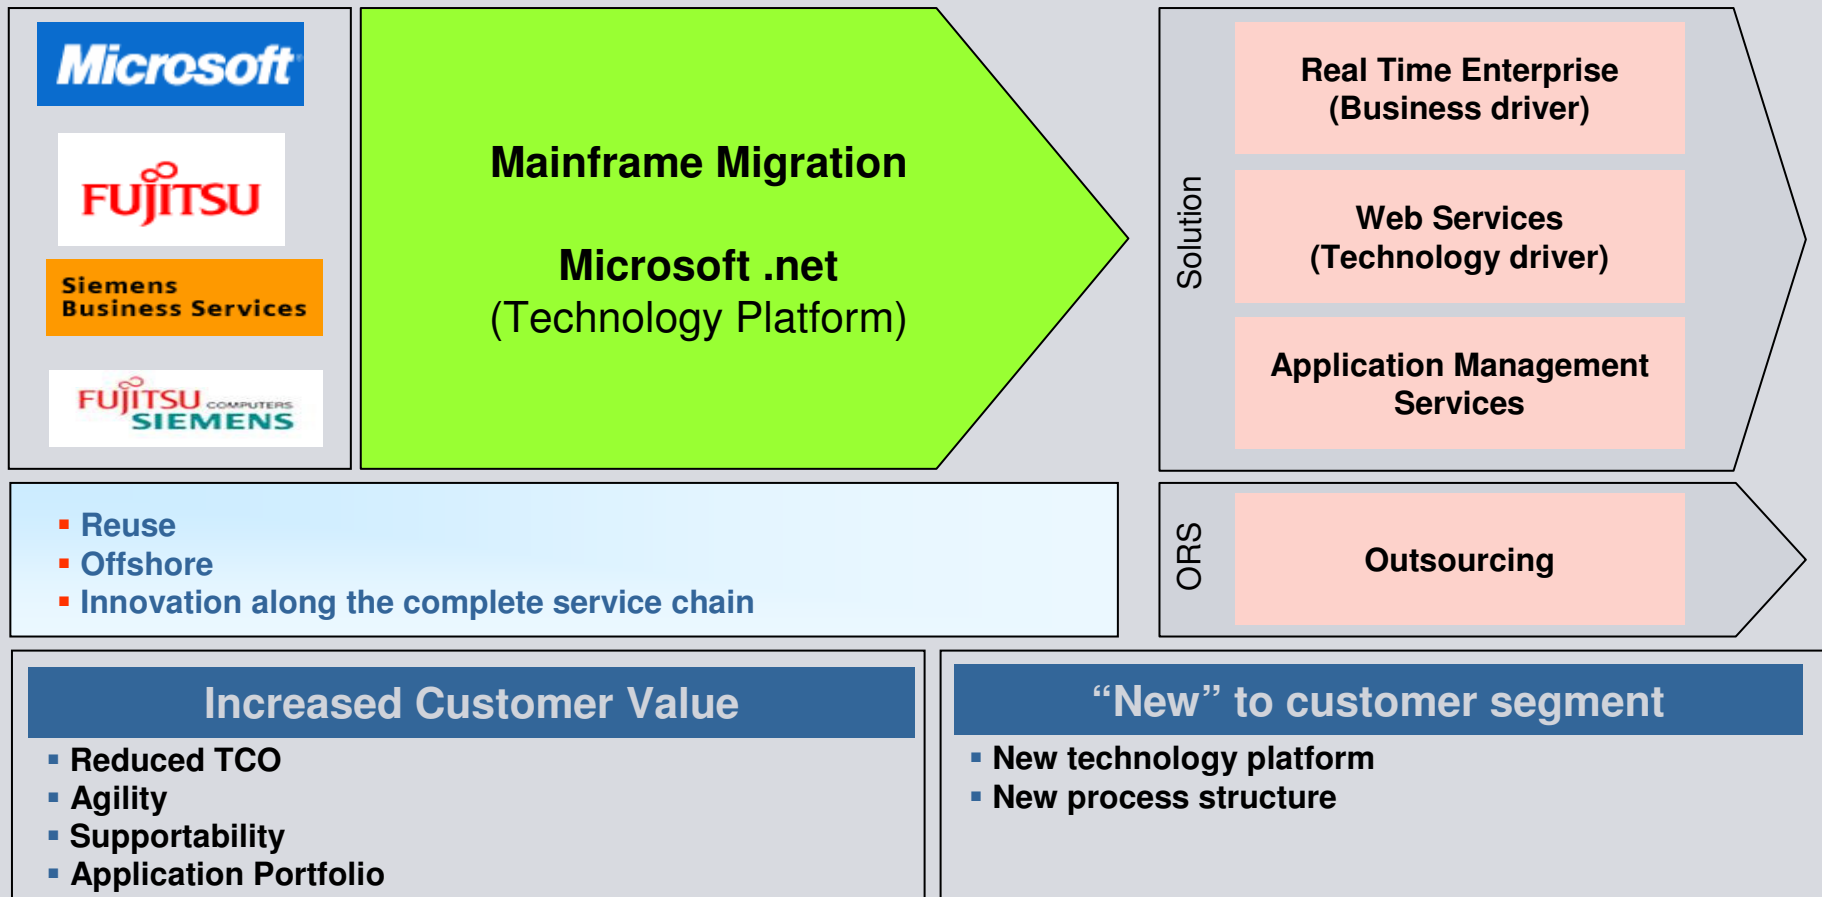 Microsoft
FUJITSU
Siemens
Business Services
FUJITSU COMPUTERS
SIEMENS
Mainframe Migration
Microsoft .net
(Technology Platform)
Solution
Real Time Enterprise
(Business driver)
Web Services
(Technology driver)
Application Management
Services
▪ Reuse
▪ Offshore
▪ Innovation along the complete service chain
ORS
Outsourcing
Increased Customer Value
▪ Reduced TCO
▪ Agility
▪ Supportability
▪ Application Portfolio
“New” to customer segment
▪ New technology platform
▪ New process structure